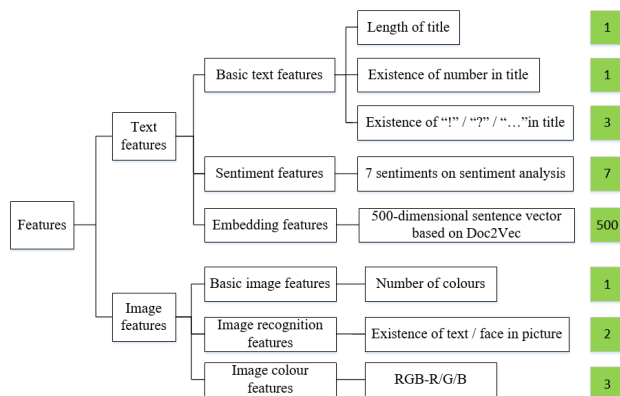 Length of title
1
Basic text features
Existence of number in title
1
Text
features
Existence of “!” / “?” / “…”in title
3
Sentiment features
7 sentiments on sentiment analysis
7
Features
Embedding features
500-dimensional sentence vector
based on Doc2Vec
500
Basic image features
Number of colours
1
Image
features
Image recognition
features
Existence of text / face in picture
2
Image colour
features
RGB-R/G/B
3